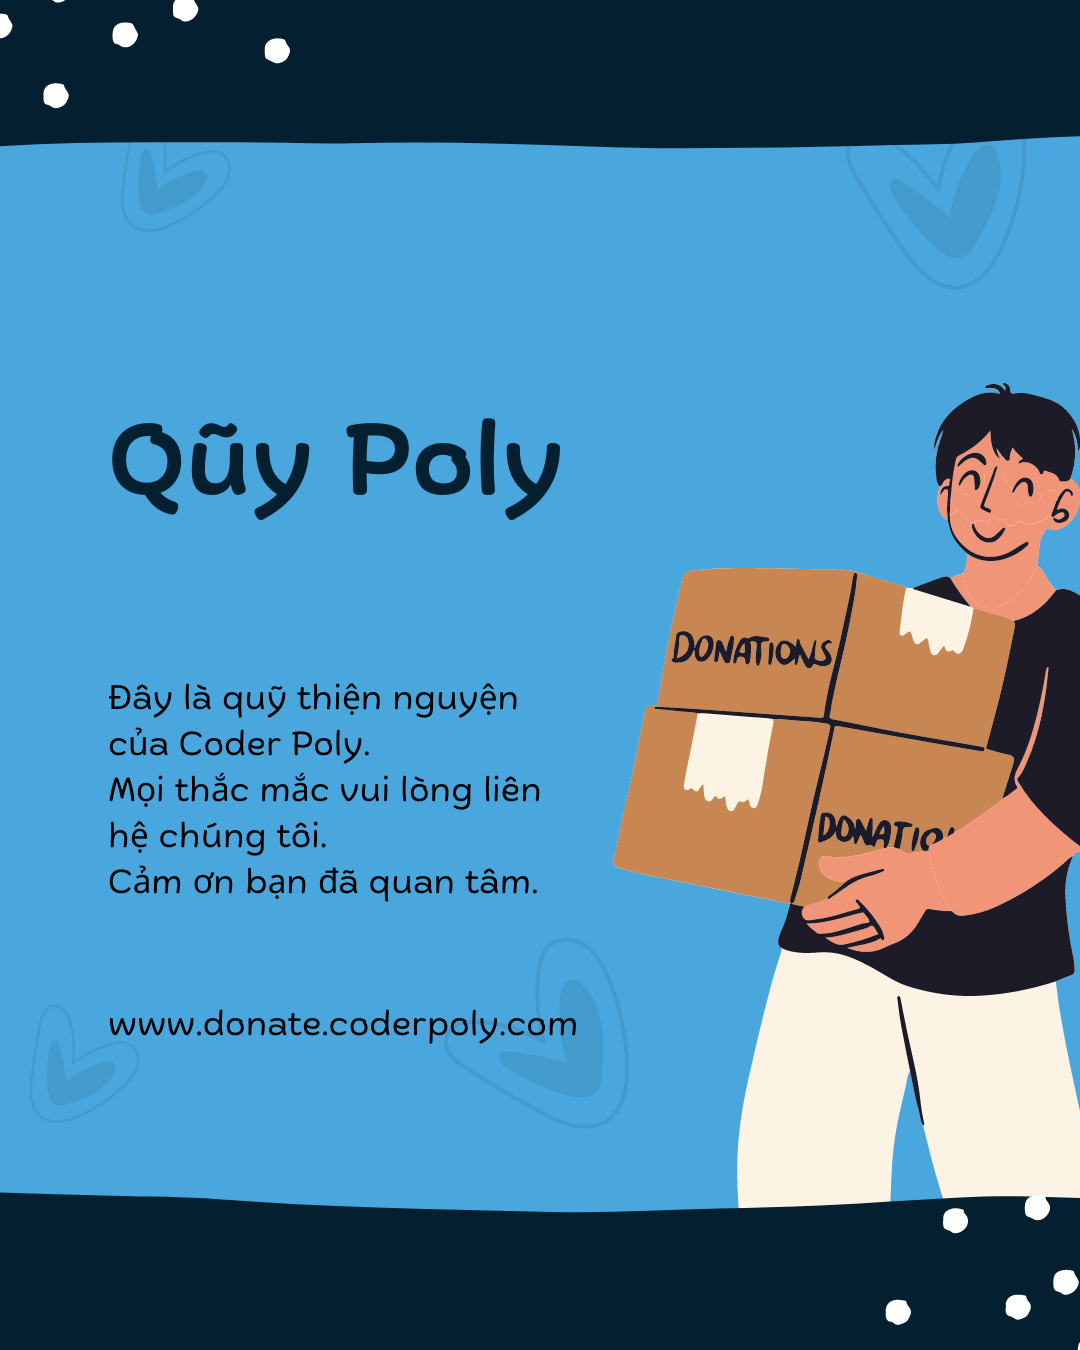 Qũy Poly
DONATIONS
Đây là quỹ thiện nguyện
của Coder Poly.
Mọi thắc mắc vui lòng liên
hệ chúng tôi.
DONATIO
Cảm ơn bạn đã quan tâm.
www.donate.coderpoly.com